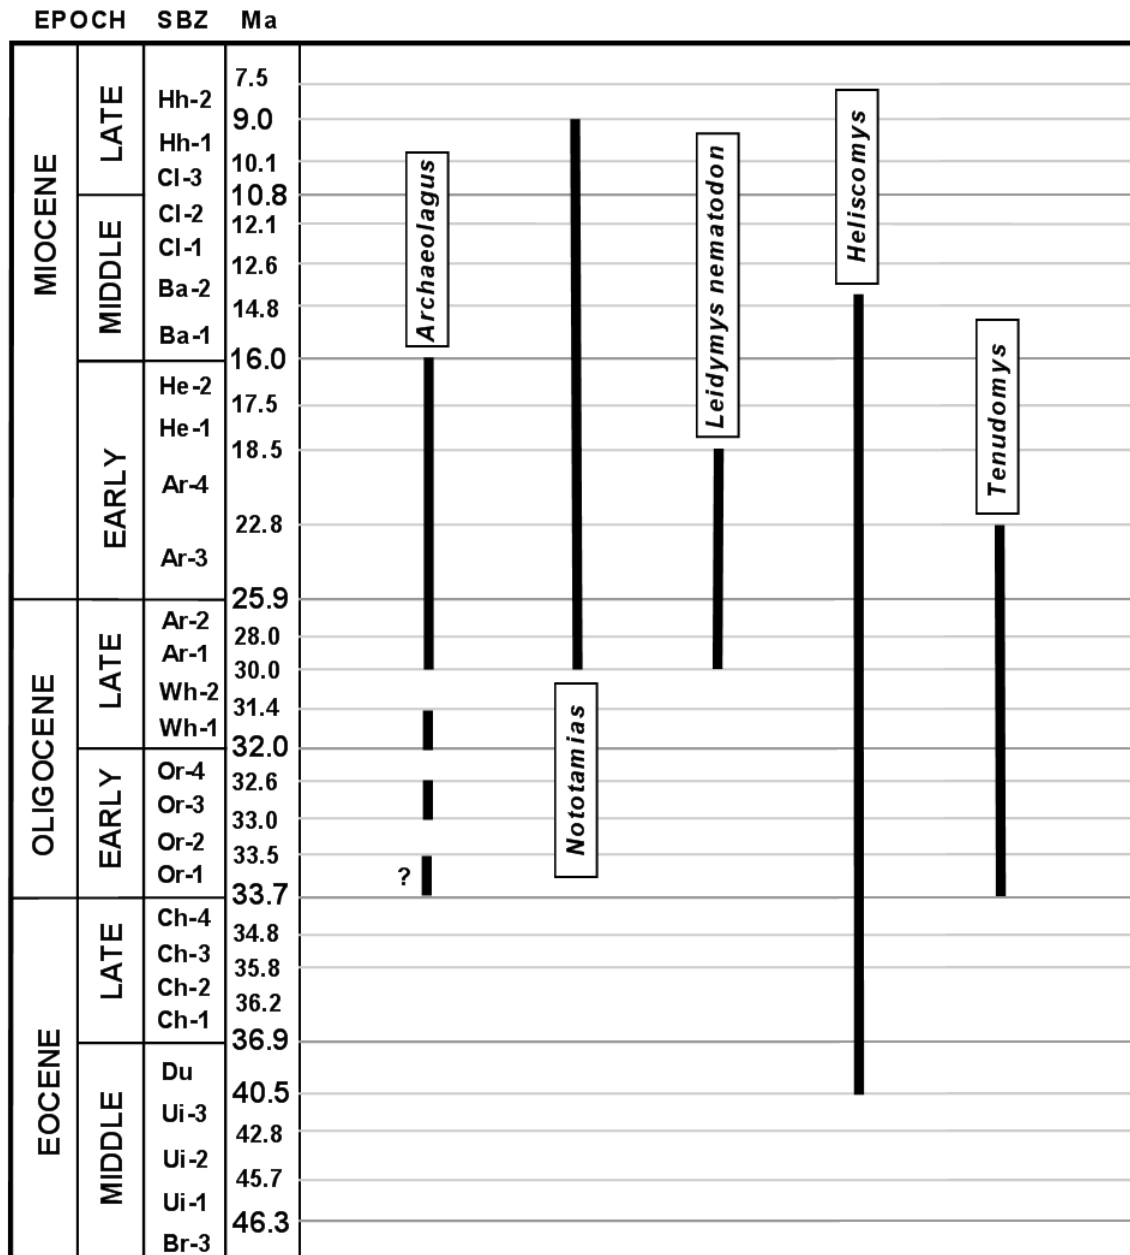 EPOCH SBZ Ma
MIOCENE
LATE
MIDDLE
EARLY
OLIGOCENE
LATE
EARLY
EOCENE
LATE
MIDDLE
Hh-2
Hh-1
Cl-3
Cl-2
Cl-1
Ba-2
Ba-1
He-2
He-1
Ar-4
Ar-3
Ar-2
Ar-1
Wh-2
Wh-1
Or-4
Or-3
Or-2
Or-1
Ch-4
Ch-3
Ch-2
Ch-1
Du
Ui-3
Ui-2
Ui-1
Br-3
7.5
9.0
10.1
10.8
12.1
12.6
14.8
16.0
17.5
18.5
22.8
25.9
28.0
30.0
31.4
32.0
32.6
33.0
33.5
33.7
34.8
35.8
36.2
36.9
40.5
42.8
45.7
46.3
Archaeolagus
?
Nototamias
Leidymys nematodon
Heliscomys
Tenudomys